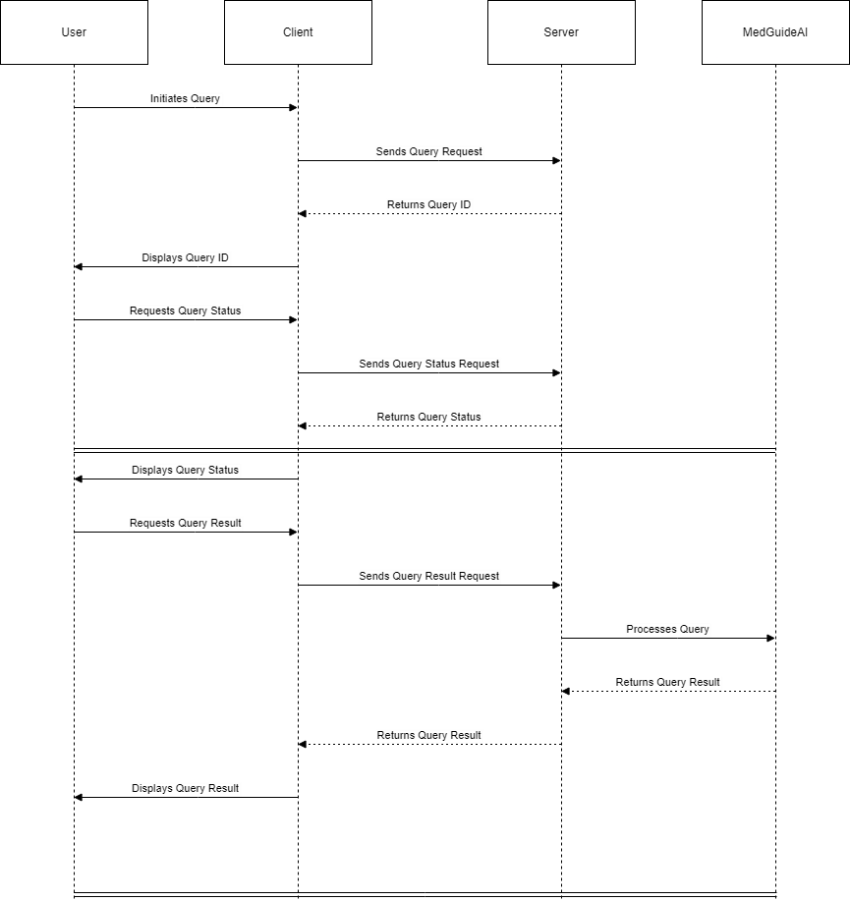 User
Client
Server
MedGuideAI
Initiates Query
Sends Query Request
Returns Query ID
Displays Query ID
Requests Query Status
Sends Query Status Request
Returns Query Status
Displays Query Status
Requests Query Result
Sends Query Result Request
Processes Query
Returns Query Result
Returns Query Result
Displays Query Result